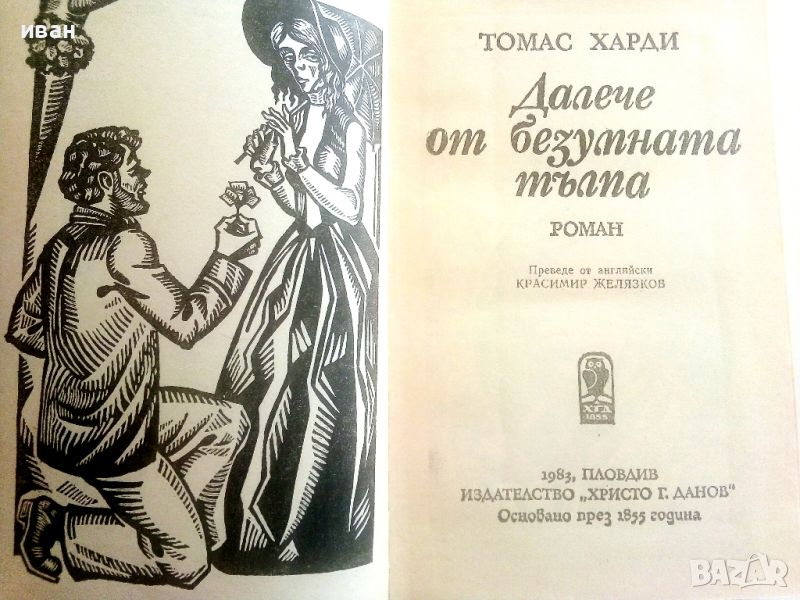 иван
ТОМАС ХАРДИ
Далече
от безумната
тълпа
РОМАН
Преведе от английски
КРАСИМИР ЖЕЛЯЗКОВ
ХГД
1855
1983, ПЛОВДИВ
ИЗДАТЕЛСТВО „ХРИСТО Г. ДАНОВ“
Основано през 1855 година
BAZAR